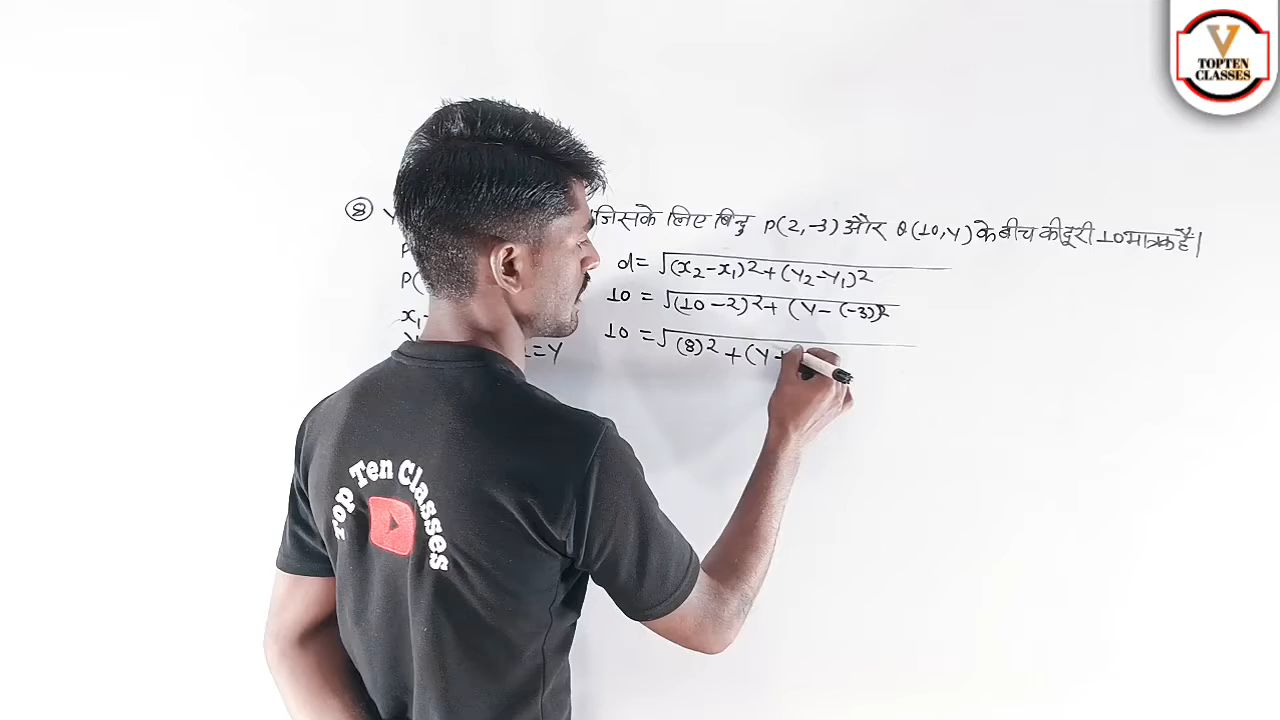 TOPTEN
CLASSES
⑧ Y जिसके लिए बिन्दु P(2,-3) और Q(10,Y) के बीच की दूरी 10 मात्रक है।
P(
x₁
d = √(x₂-x₁)²+(Y₂-Y₁)²
10 = √(10-2)²+(Y-(-3))²
10 = √(8)²+(Y+
=Y
Top Ten Classes